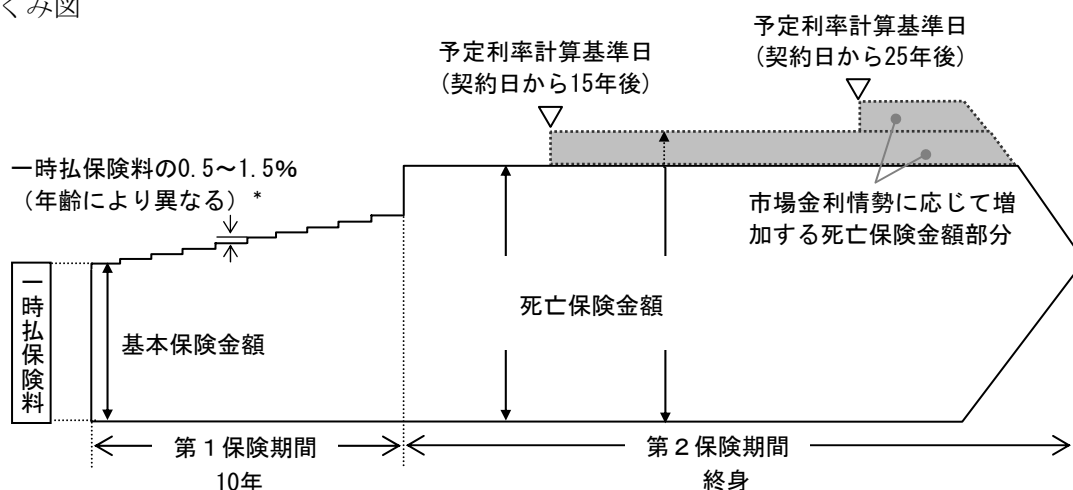 くみ図
予定利率計算基準日
(契約日から15年後)
予定利率計算基準日
(契約日から25年後)
一時払保険料の0.5～1.5%
（年齢により異なる）*
市場金利情勢に応じて増
加する死亡保険金額部分
一時払保険料
基本保険金額
死亡保険金額
第１保険期間
10年
第２保険期間
終身